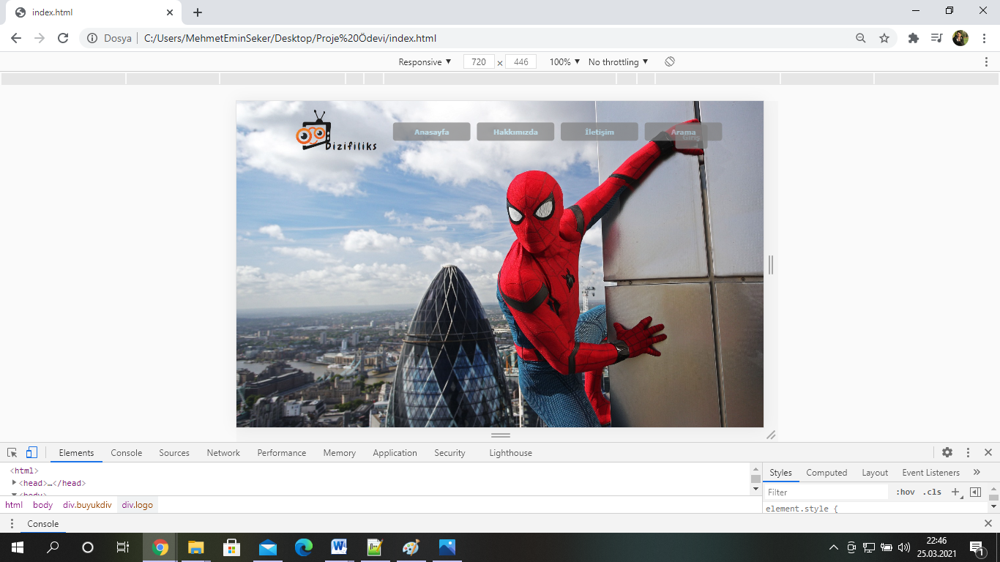 index.html
Dosya C:/Users/MehmetEminSeker/Desktop/Proje%20Ödevi/index.html
Responsive 720 × 446 100% No throttling
Dizifiliks
Anasayfa Hakkımızda İletişim Arama
Giriş
Elements Console Sources Network Performance Memory Application Security Lighthouse
<html>
<head>…</head>
<body>
Styles Computed Layout Event Listeners »
Filter :hov .cls
element.style {
html body div.buyukdiv div.logo
Console
22:46
25.03.2021
1